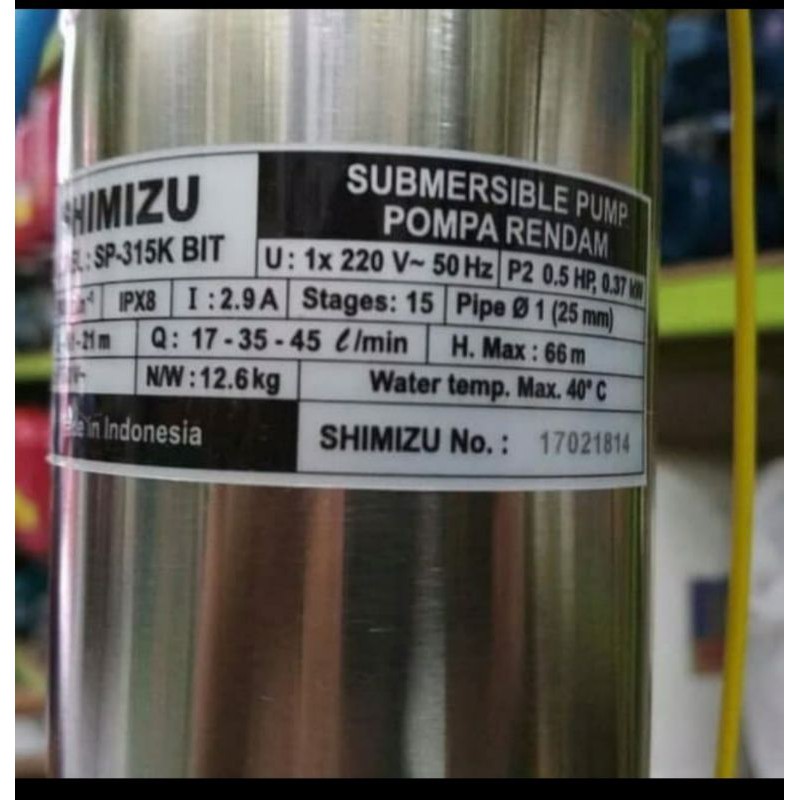 SHIMIZU
SUBMERSIBLE PUMP
POMPA RENDAM
SP-315K BIT
U : 1x 220 V~ 50 Hz
P2 0.5 HP, 0.37 kW
IPX8
I : 2.9 A
Stages: 15
Pipe Ø 1 (25 mm)
21 m
Q : 17 - 35 - 45 ℓ/min
H. Max : 66 m
N/W : 12.6 kg
Water temp. Max. 40° C
in Indonesia
SHIMIZU No. : 17021814